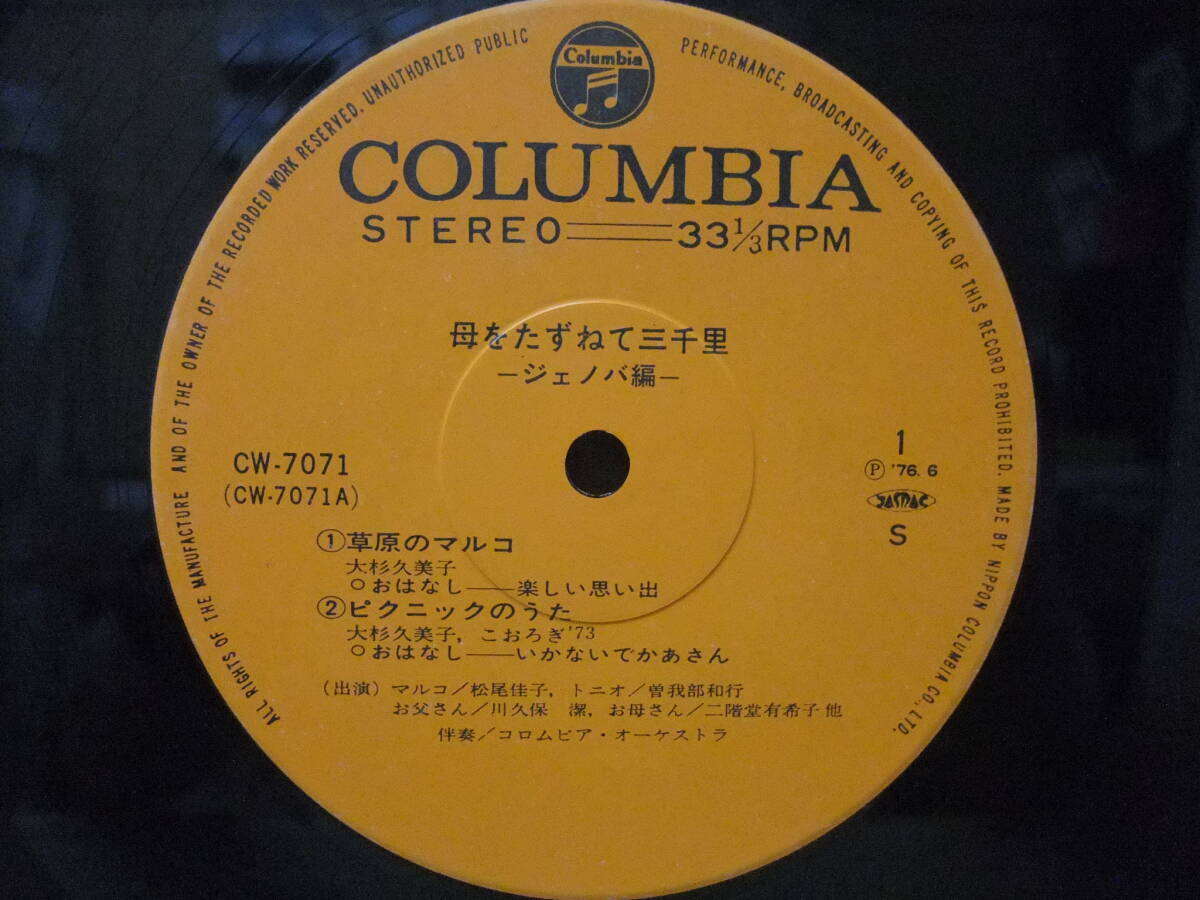 Columbia
COLUMBIA
STEREO 33 1/3 RPM
母をたずねて三千里
—ジェノバ編—
CW-7071
(CW-7071A)
1
Ⓟ '76. 6
JASRAC
S
①草原のマルコ
大杉久美子
○おはなし——楽しい思い出
②ピクニックのうた
大杉久美子, こおろぎ'73
○おはなし——いかないでかあさん
(出演) マルコ/松尾佳子, トニオ/曽我部和行
お父さん/川久保 潔, お母さん/二階堂有希子 他
伴奏/コロムビア・オーケストラ
ALL RIGHTS OF THE MANUFACTURE AND OF THE OWNER OF THE RECORDED WORK RESERVED. UNAUTHORIZED PUBLIC PERFORMANCE, BROADCASTING AND COPYING OF THIS RECORD PROHIBITED. MADE BY NIPPON COLUMBIA CO., LTD.